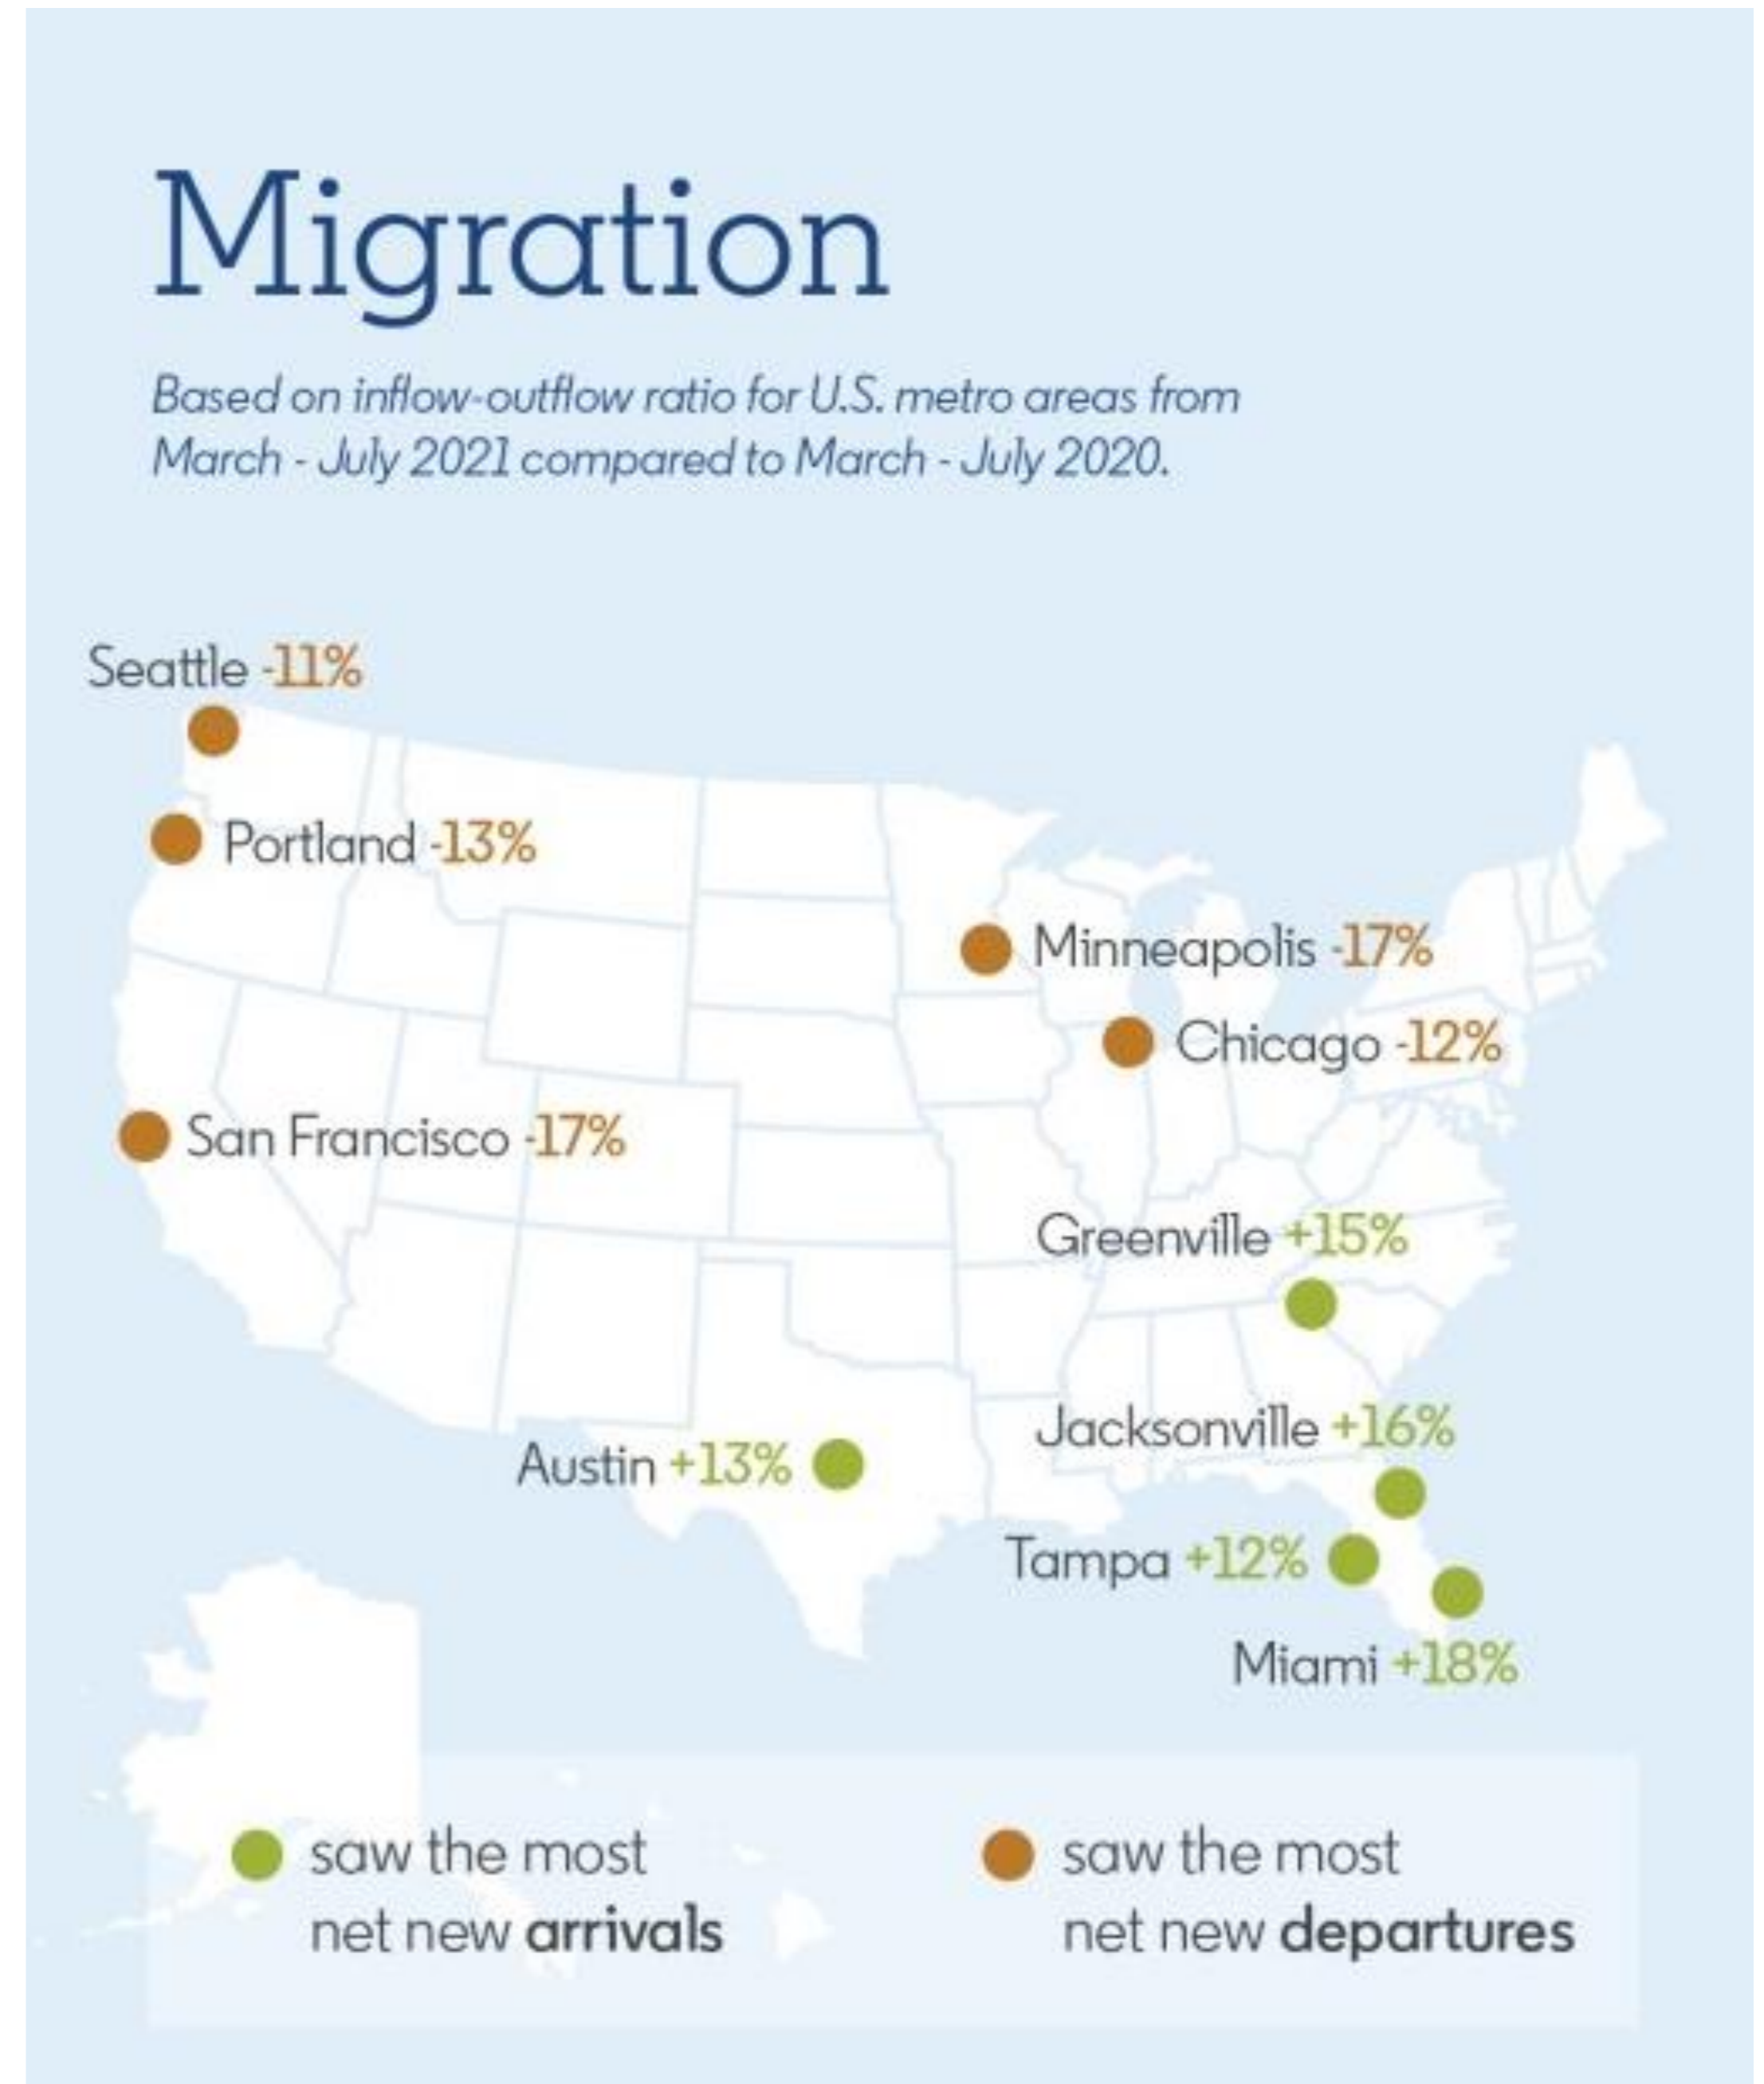 Migration
Based on inflow-outflow ratio for U.S. metro areas from
March - July 2021 compared to March - July 2020.
Seattle -11%
Portland -13%
Minneapolis -17%
Chicago -12%
San Francisco -17%
Greenville +15%
Jacksonville +16%
Austin +13%
Tampa +12%
Miami +18%
saw the most
net new arrivals
saw the most
net new departures